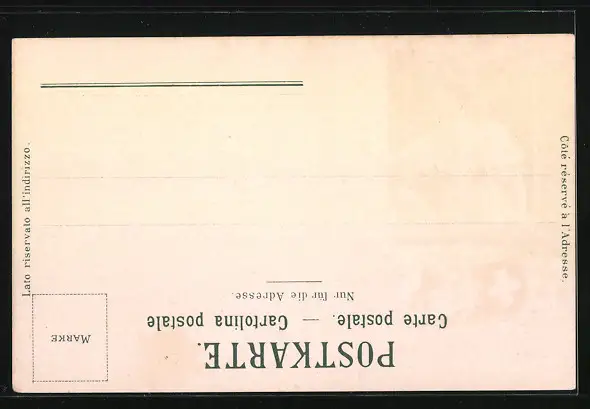 POSTKARTE.
Carte postale. — Cartolina postale
Nur für die Adresse.
MARKE
Côté réservé à l'Adresse.
Lato riservato all'indirizzo.